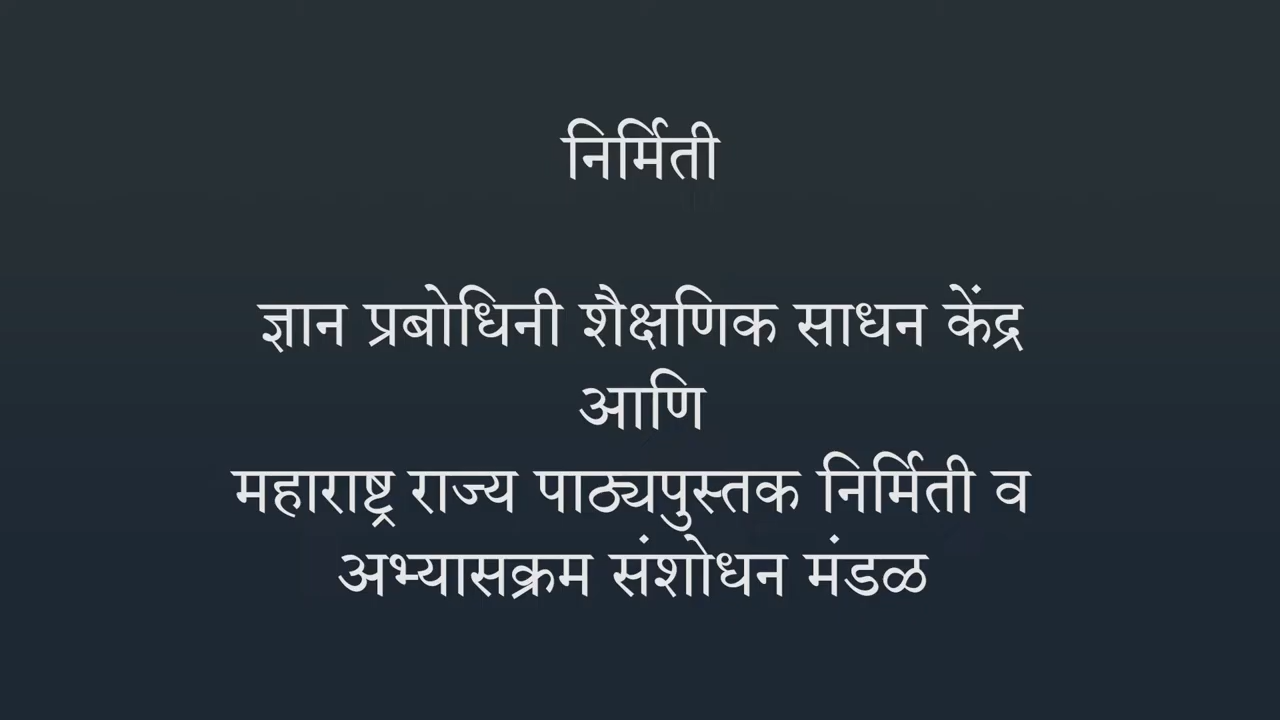 निर्मिती
ज्ञान प्रबोधिनी शैक्षणिक साधन केंद्र
आणि
महाराष्ट्र राज्य पाठ्यपुस्तक निर्मिती व
अभ्यासक्रम संशोधन मंडळ